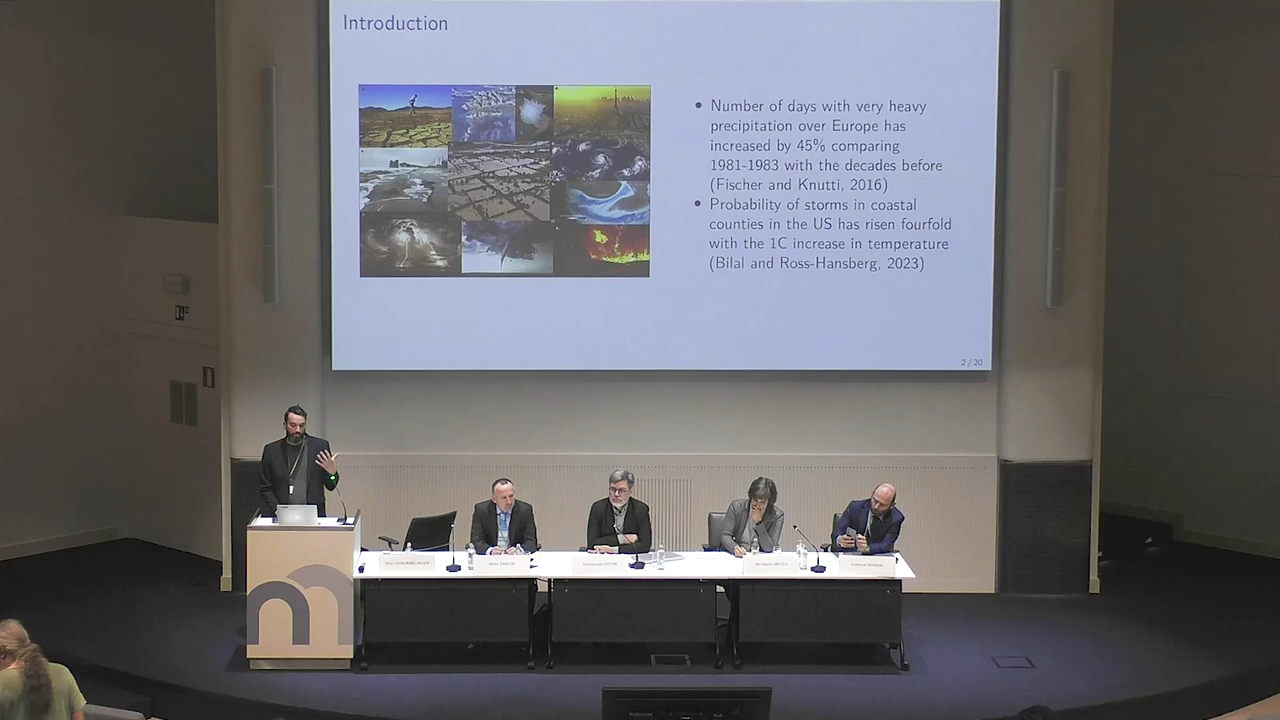 Introduction
Number of days with very heavy
precipitation over Europe has
increased by 45% comparing
1981-1983 with the decades before
(Fischer and Knutti, 2016)
Probability of storms in coastal
counties in the US has risen fourfold
with the 1C increase in temperature
(Bilal and Ross-Hansberg, 2023)
2 / 20